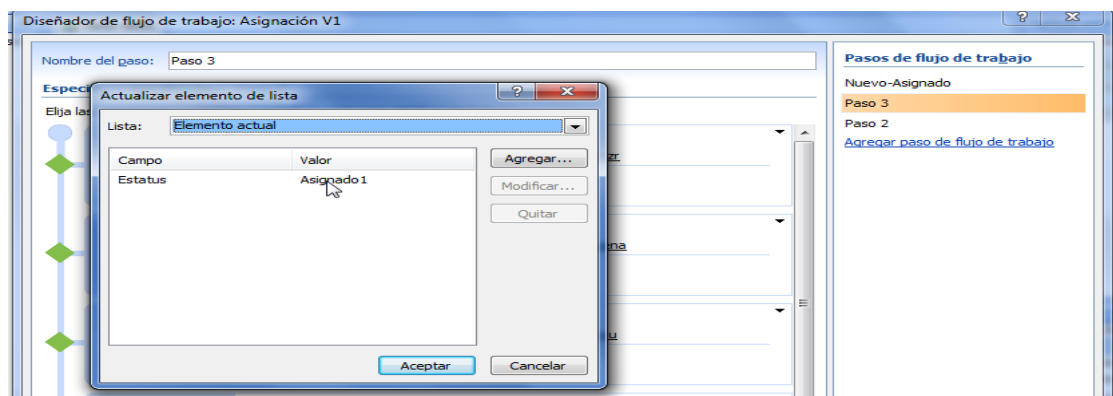 Diseñador de flujo de trabajo: Asignación V1
Nombre del paso: Paso 3
Especi
Elija las
Actualizar elemento de lista
Lista: Elemento actual
Campo Valor
Estatus Asignado1
Agregar...
Modificar...
Quitar
Aceptar Cancelar
zr
ena
u
Pasos de flujo de trabajo
Nuevo-Asignado
Paso 3
Paso 2
Agregar paso de flujo de trabajo